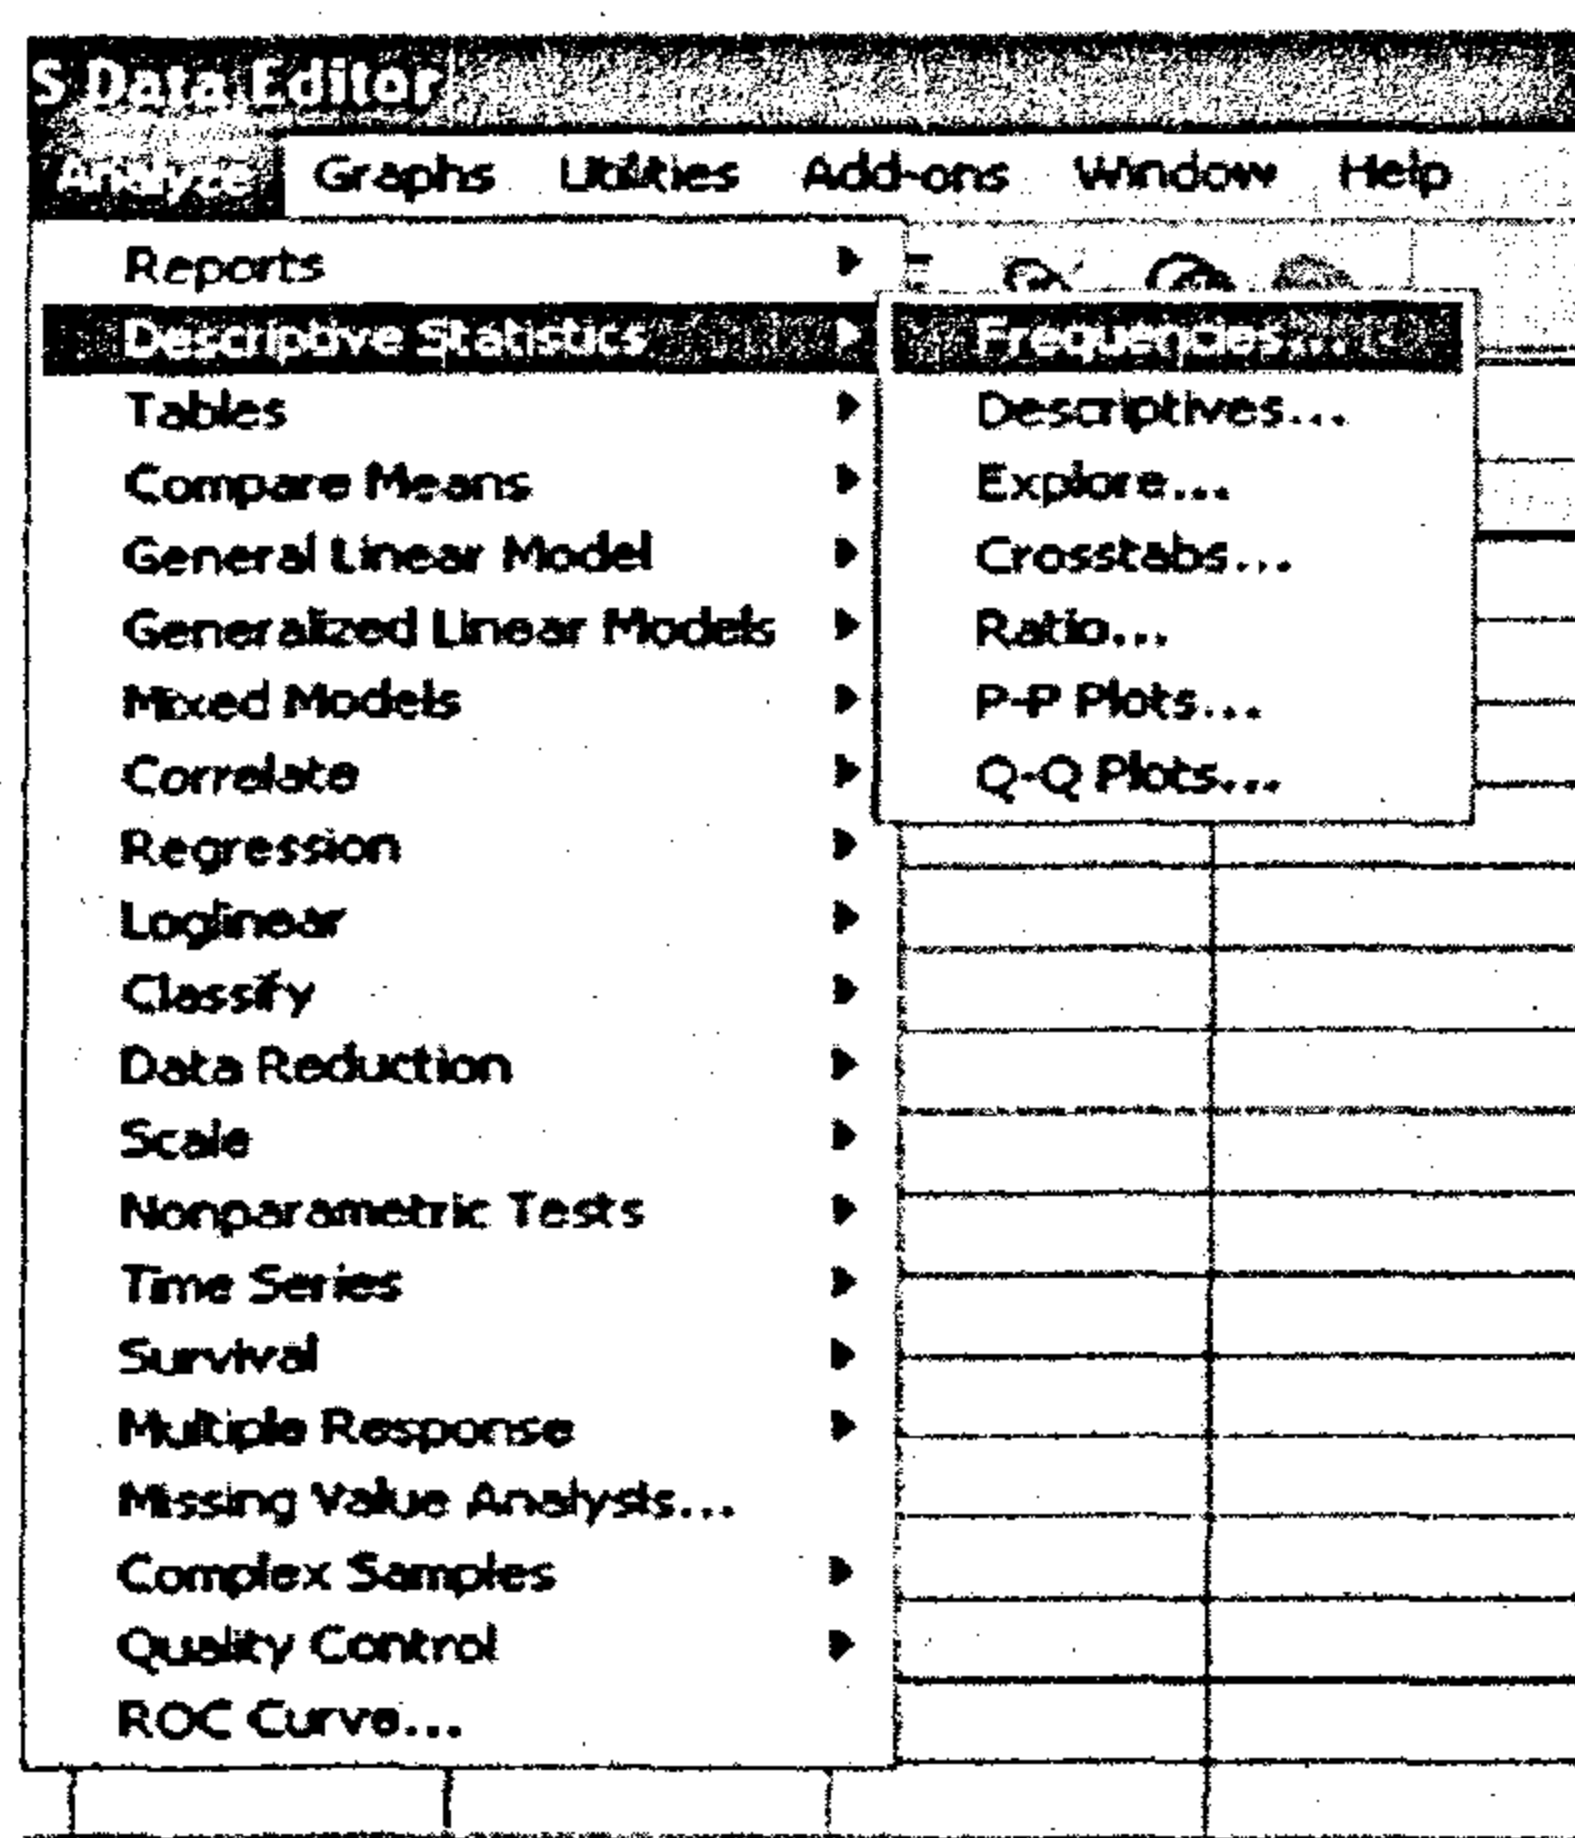 S Data Editor
Analyze Graphs Utilities Add-ons Window Help
Reports
Descriptive Statistics
Tables
Compare Means
General Linear Model
Generalized Linear Models
Mixed Models
Correlate
Regression
Loglinear
Classify
Data Reduction
Scale
Nonparametric Tests
Time Series
Survival
Multiple Response
Missing Value Analysis...
Complex Samples
Quality Control
ROC Curve...
Frequencies...
Descriptives...
Explore...
Crosstabs...
Ratio...
P-P Plots...
Q-Q Plots...